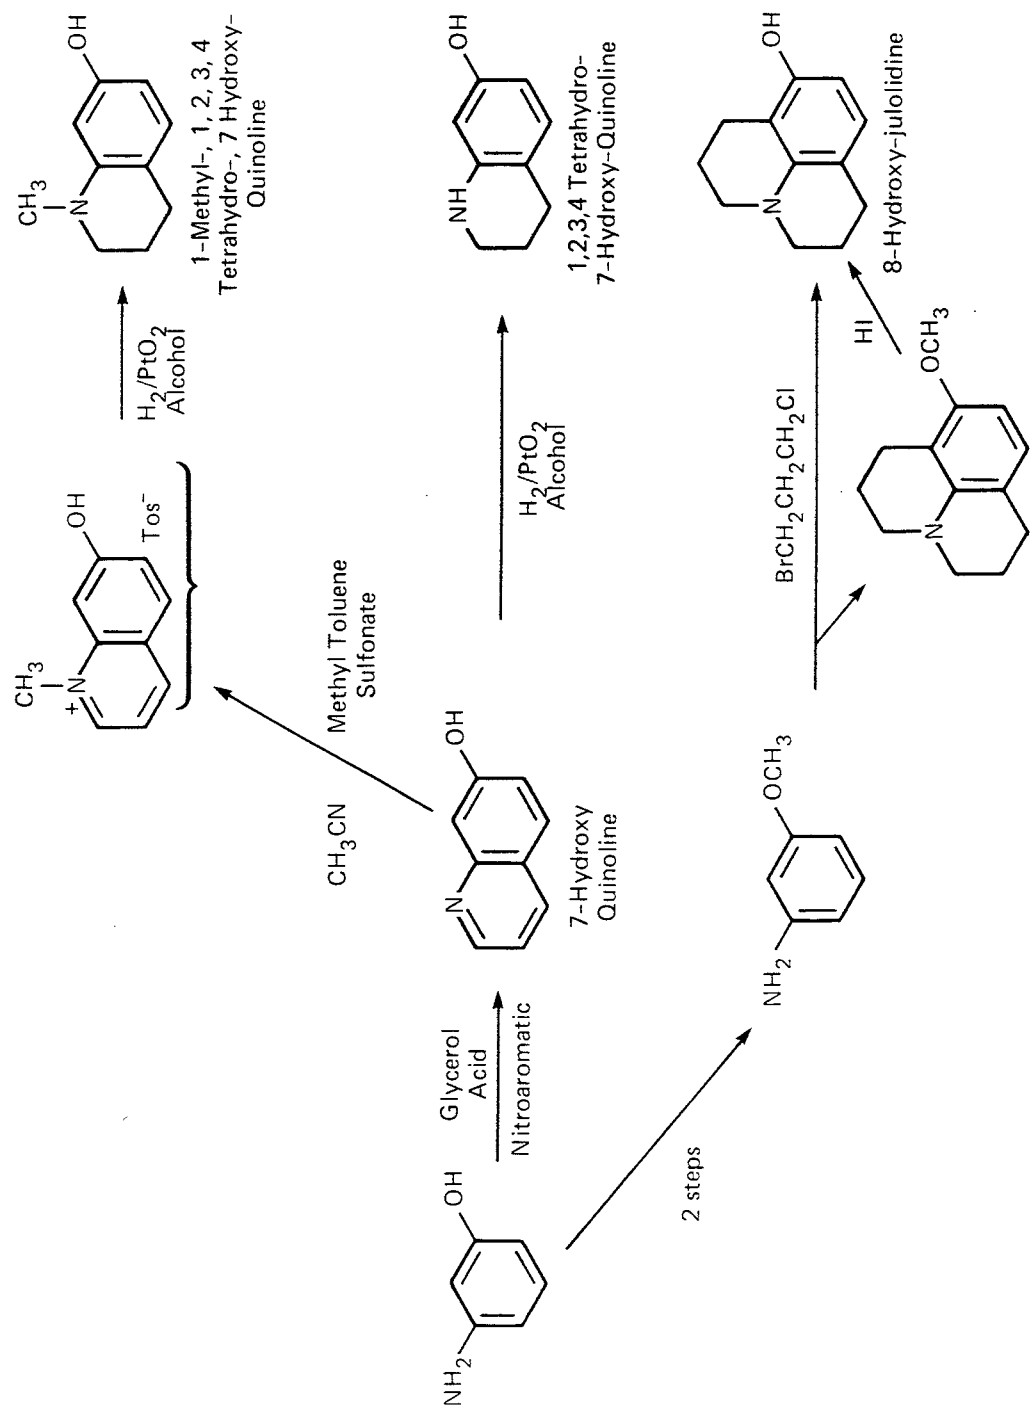 CH3
N
+
OH
Tos−
H2/PtO2
Alcohol
CH3
N
OH
1-Methyl-, 1, 2, 3, 4
Tetrahydro-, 7 Hydroxy-
Quinoline
CH3CN
Methyl Toluene
Sulfonate
NH2
OH
Glycerol
Acid
Nitroaromatic
N
OH
7-Hydroxy
Quinoline
H2/PtO2
Alcohol
NH
OH
1,2,3,4 Tetrahydro-
7-Hydroxy-Quinoline
2 steps
NH2
OCH3
BrCH2CH2CH2Cl
N
OCH3
HI
N
OH
8-Hydroxy-julolidine